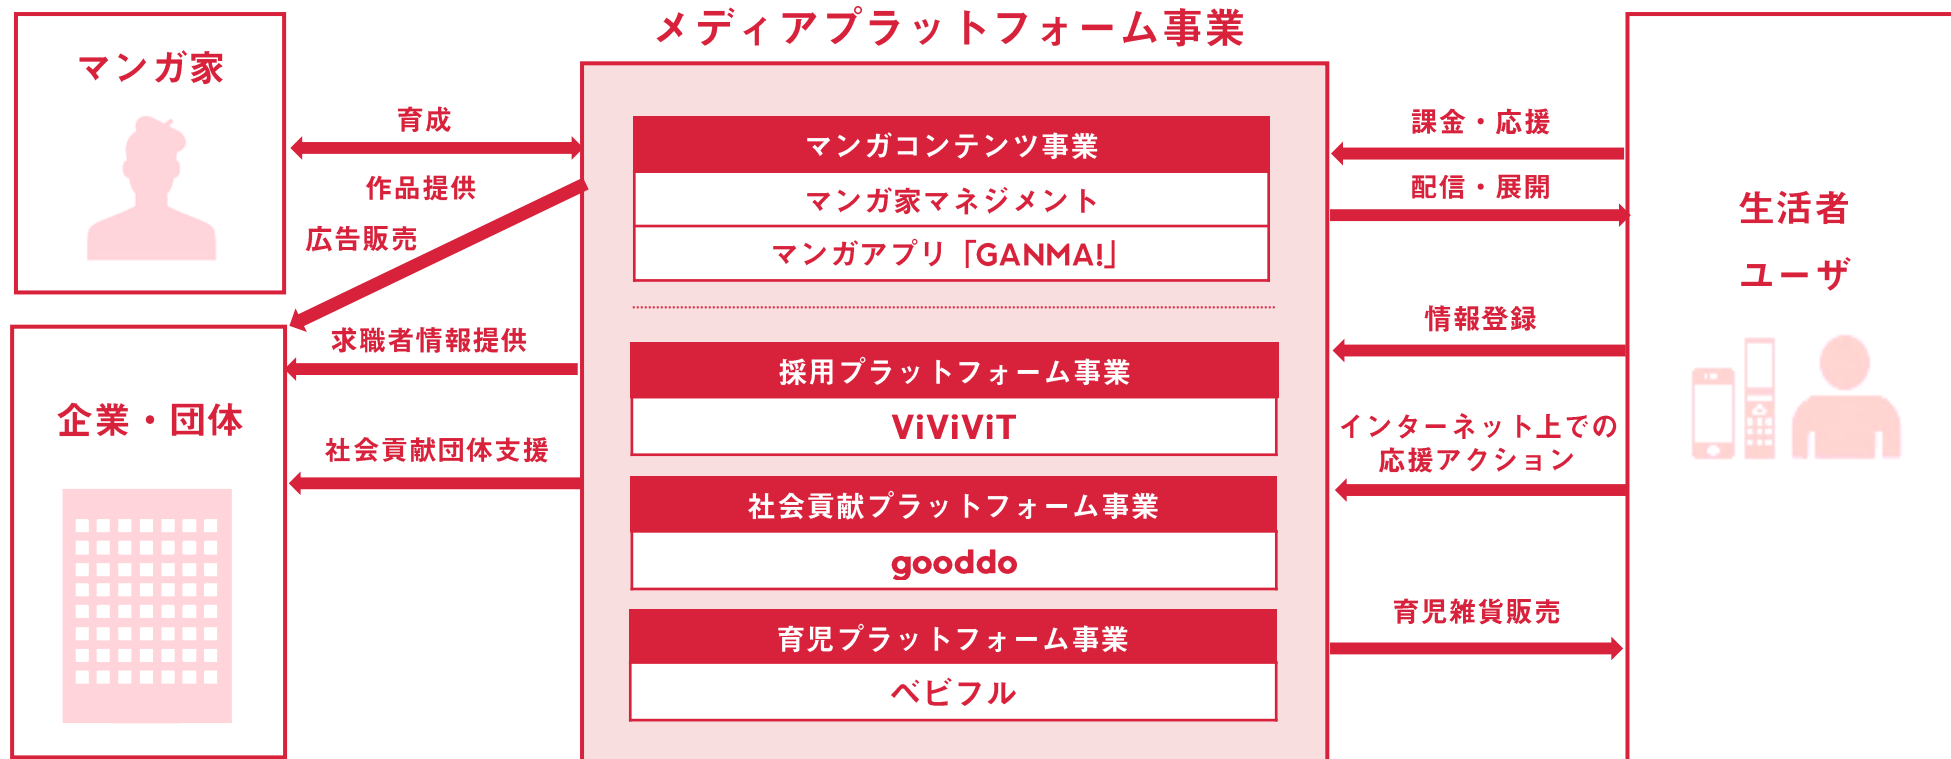 メディアプラットフォーム事業
マンガ家
育成
作品提供
広告販売
求職者情報提供
企業・団体
社会貢献団体支援
マンガコンテンツ事業
マンガ家マネジメント
マンガアプリ「GANMA!」
採用プラットフォーム事業
ViViViT
社会貢献プラットフォーム事業
gooddo
育児プラットフォーム事業
ベビフル
課金・応援
配信・展開
情報登録
インターネット上での
応援アクション
育児雑貨販売
生活者
ユーザ